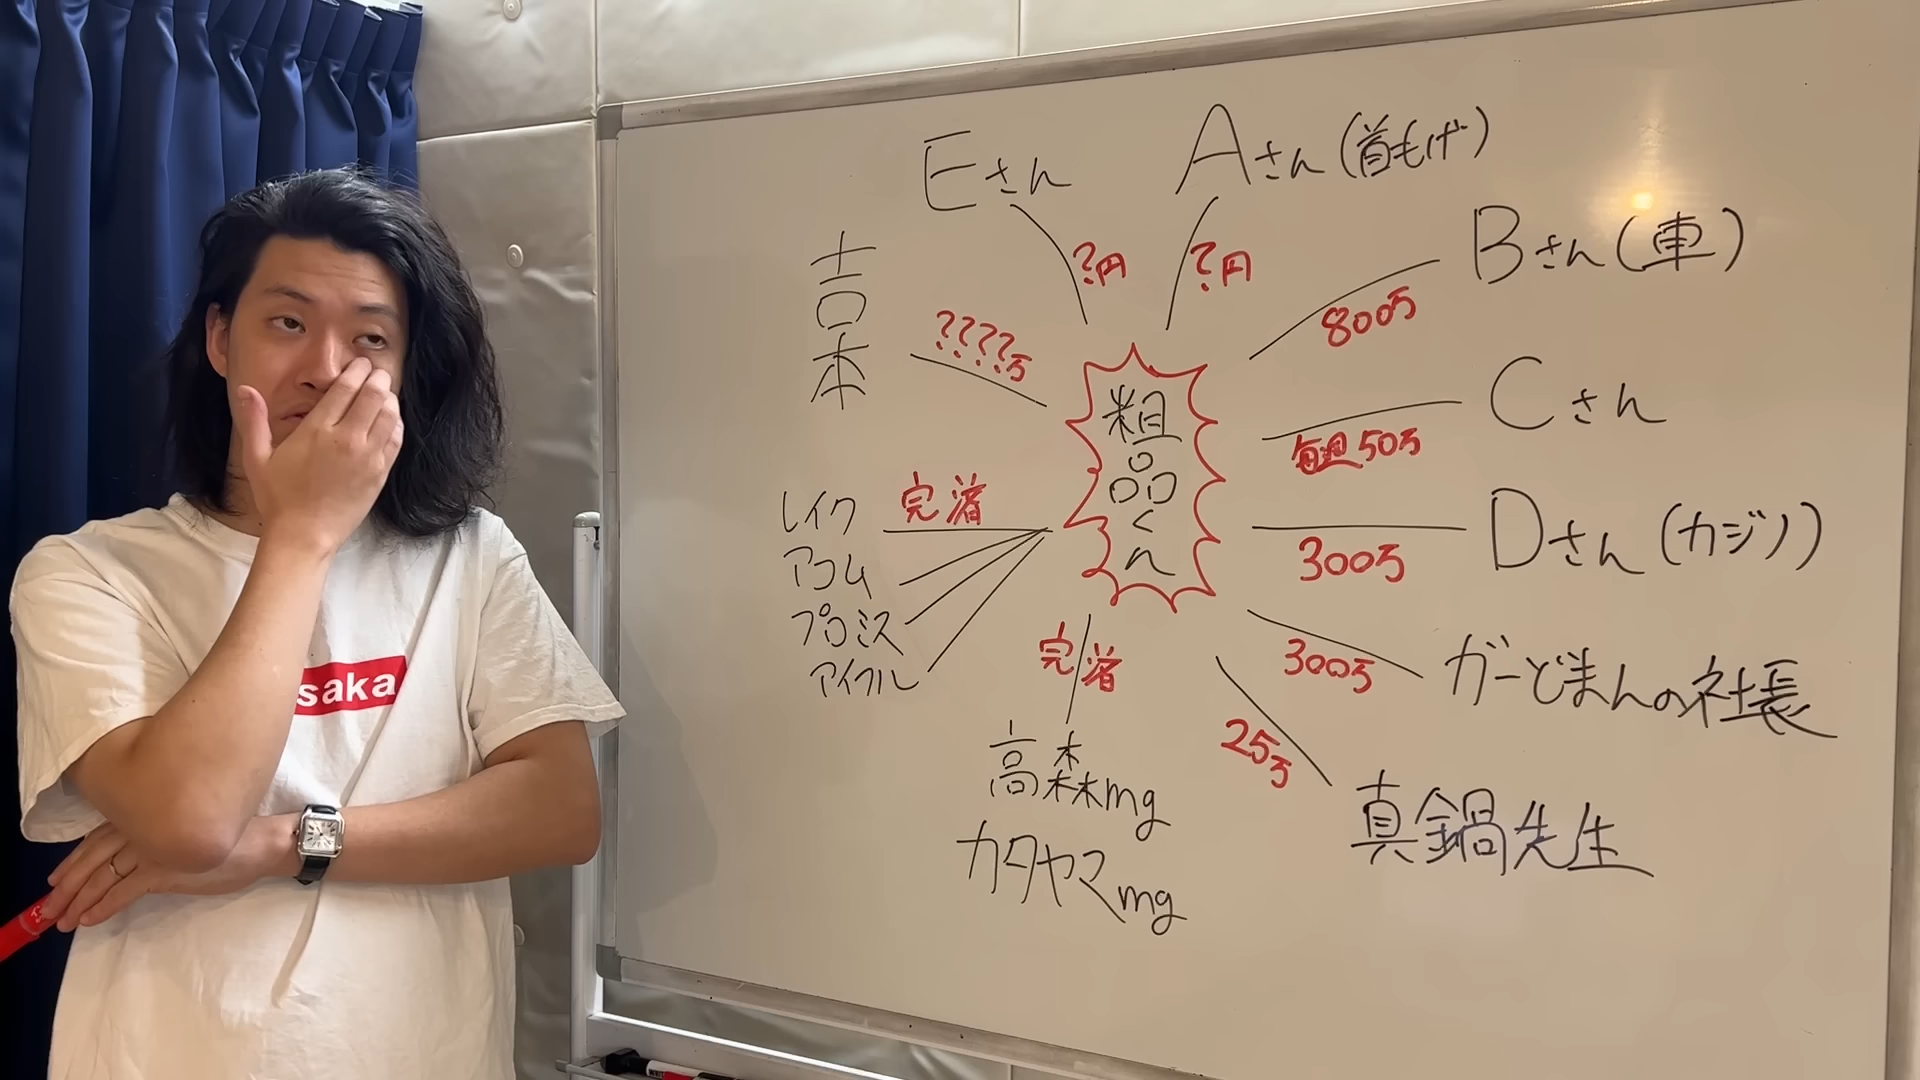 Eさん
?円
Aさん(首もげ)
?円
Bさん(車)
800万
吉本
????万
粗品くん
Cさん
毎週50万
レイク
完済
アコム
プロミス
アイフル
Dさん(カジノ)
300万
ガーどまんの社長
300万
完済
高森mg
カタヤマmg
25万
真鍋先生
saka